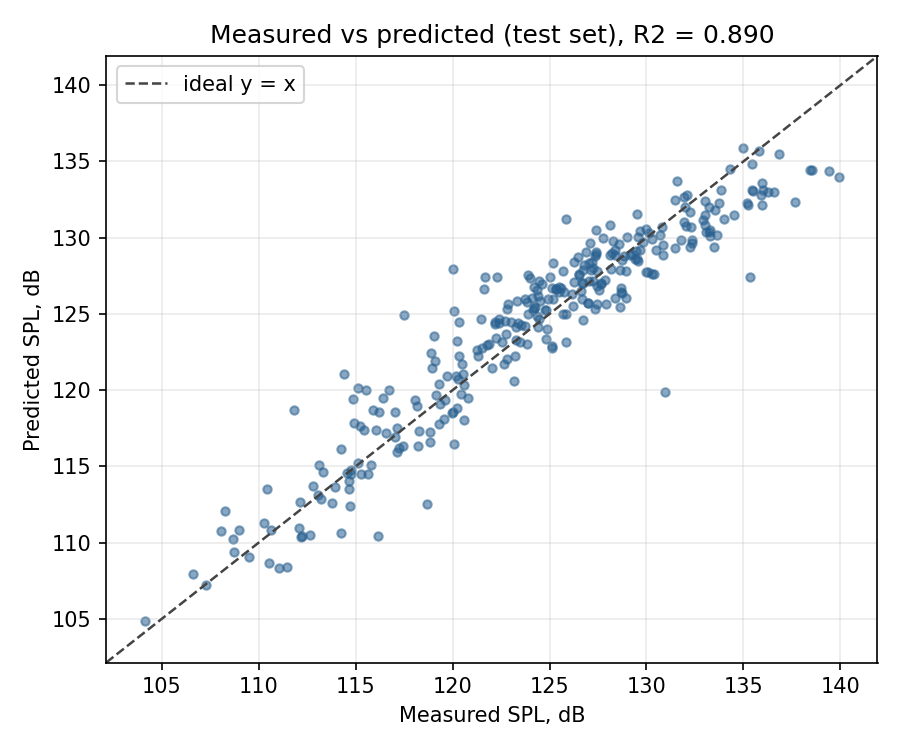 Measured vs predicted (test set), R2 = 0.890
ideal y = x
Predicted SPL, dB
140
135
130
125
120
115
110
105
105 110 115 120 125 130 135 140
Measured SPL, dB